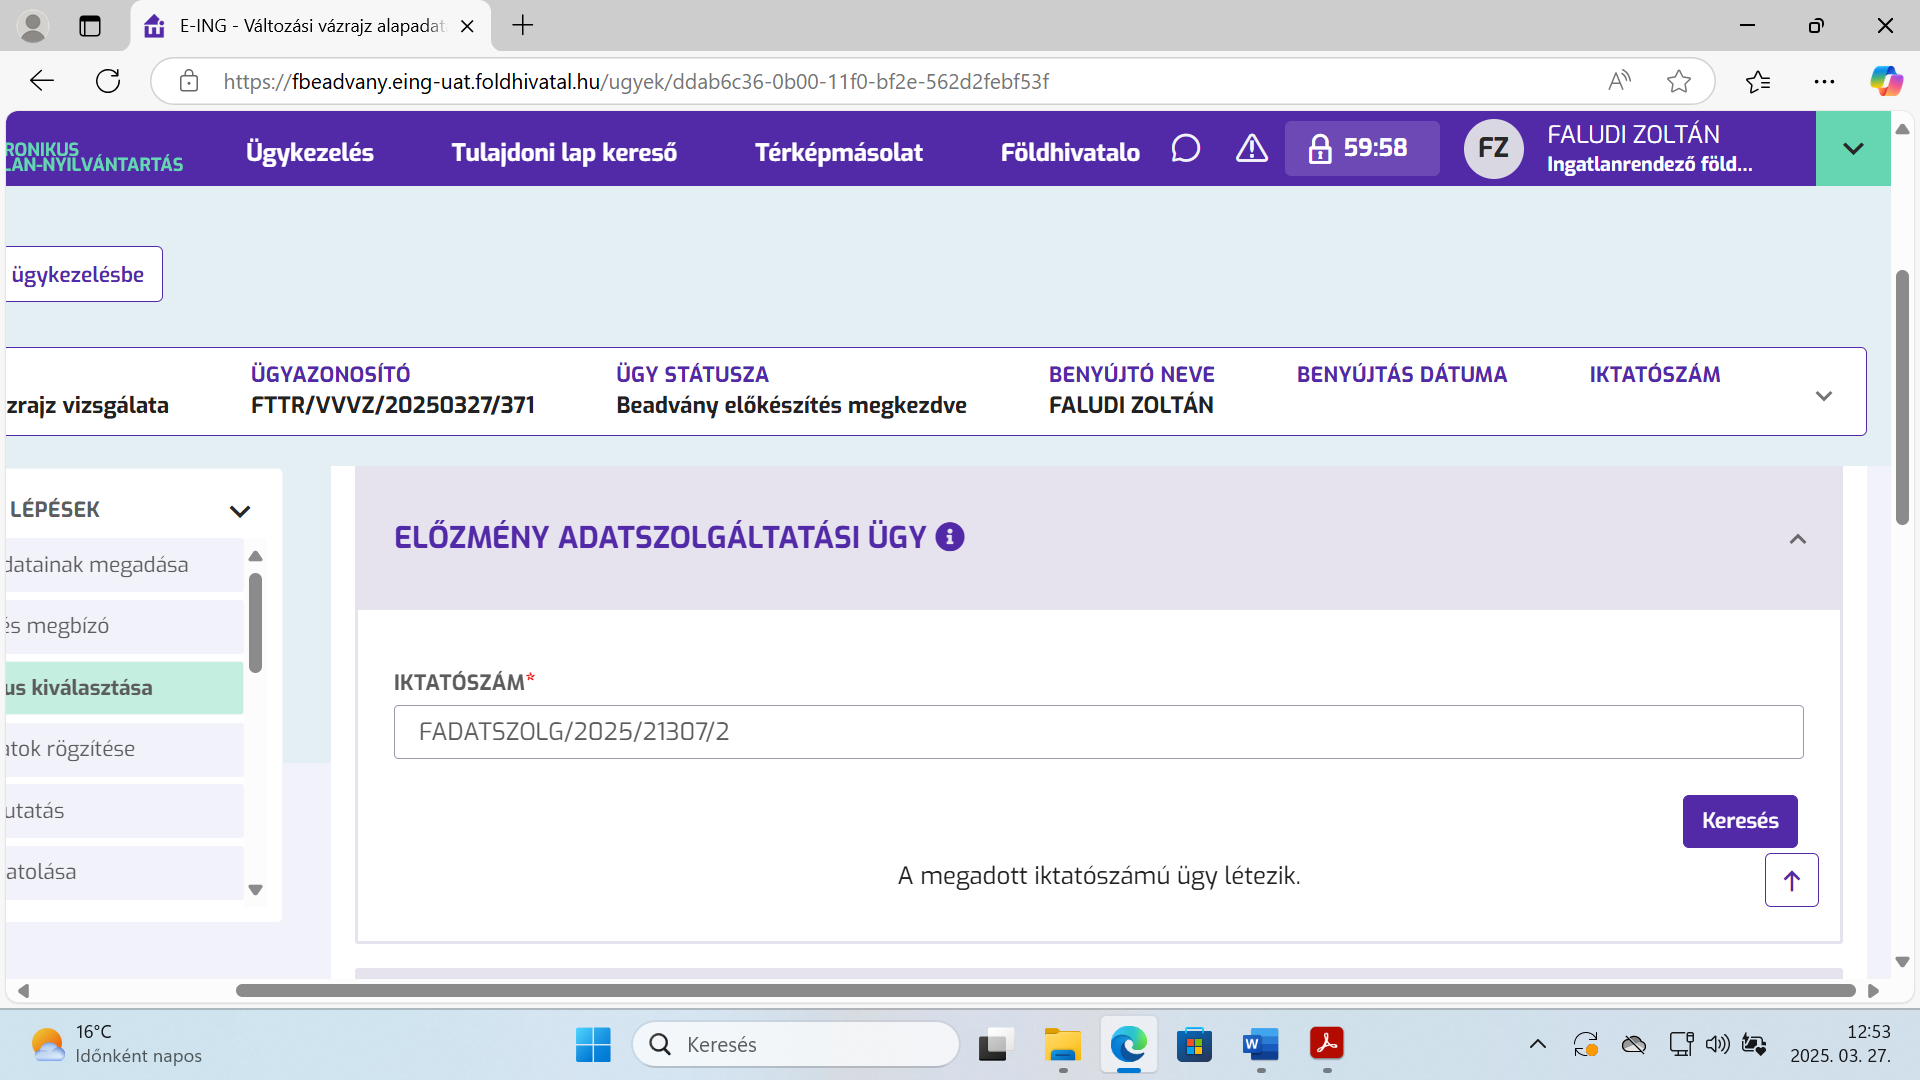 E-ING - Változási vázrajz alapadat
https://fbeadvany.eing-uat.foldhivatal.hu/ugyek/ddab6c36-0b00-11f0-bf2e-562d2febf53f
RONIKUS
LAN-NYILVÁNTARTÁS
Ügykezelés
Tulajdoni lap kereső
Térképmásolat
Földhivatalo
59:58
FZ
FALUDI ZOLTÁN
Ingatlanrendező föld...
ügykezelésbe
zrajz vizsgálata
ÜGYAZONOSÍTÓ
FTTR/VVVZ/20250327/371
ÜGY STÁTUSZA
Beadvány előkészítés megkezdve
BENYÚJTÓ NEVE
FALUDI ZOLTÁN
BENYÚJTÁS DÁTUMA
IKTATÓSZÁM
LÉPÉSEK
datainak megadása
és megbízó
us kiválasztása
atok rögzítése
utatás
atolása
ELŐZMÉNY ADATSZOLGÁLTATÁSI ÜGY
IKTATÓSZÁM*
FADATSZOLG/2025/21307/2
Keresés
A megadott iktatószámú ügy létezik.
16°C
Időnként napos
Keresés
12:53
2025. 03. 27.